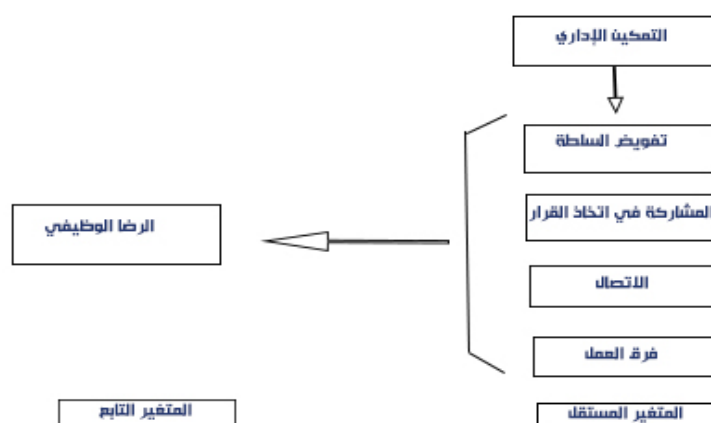 التمكين الإداري
تفويض السلطة
المشاركة في اتخاذ القرار
الرضا الوظيفي
الاتصال
فرق العمل
المتغير المستقل
المتغير التابع